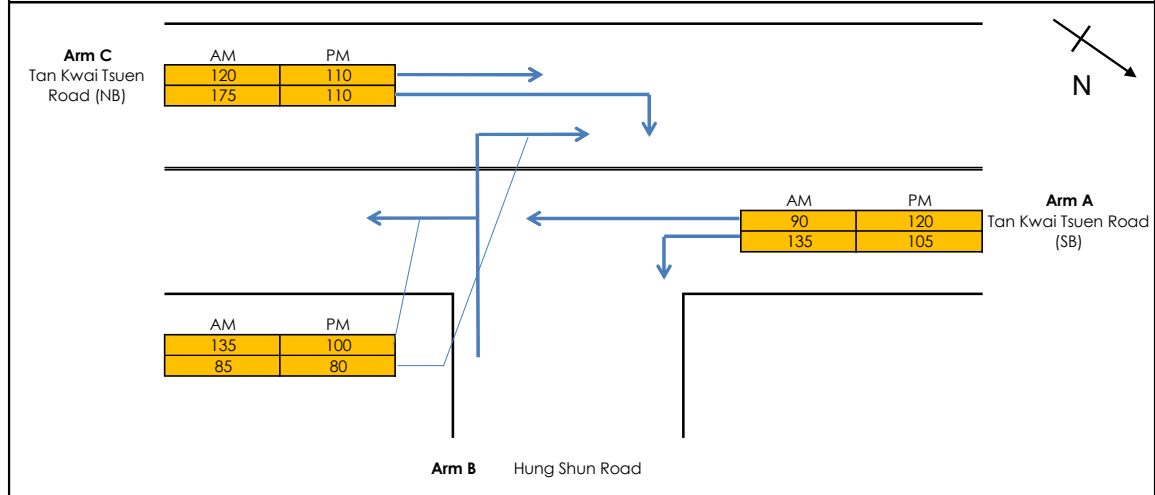 Arm C
Tan Kwai Tsuen
Road (NB)
AM PM
120 110
175 110
N
AM PM
90 120
135 105
Arm A
Tan Kwai Tsuen Road
(SB)
AM PM
135 100
85 80
Arm B Hung Shun Road